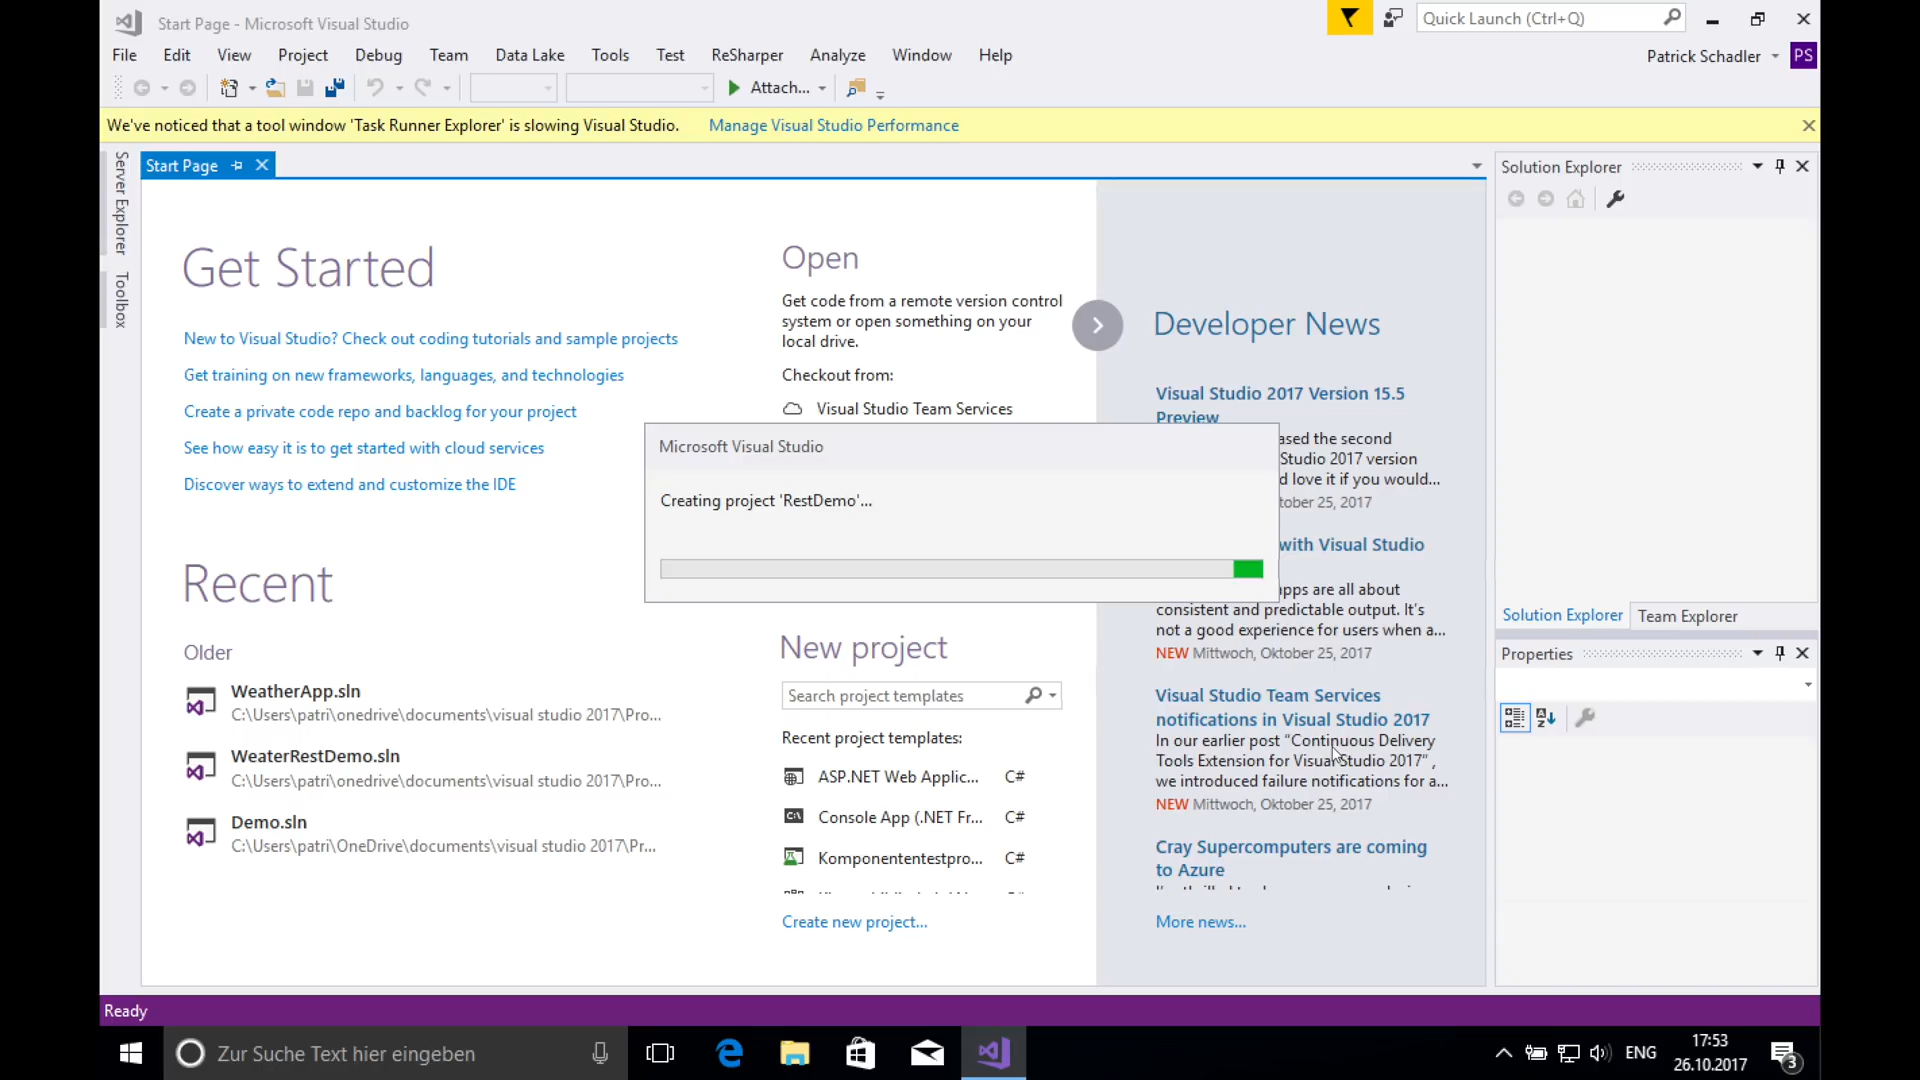 Start Page - Microsoft Visual Studio
Quick Launch (Ctrl+Q)
File Edit View Project Debug Team Data Lake Tools Test ReSharper Analyze Window Help
Patrick Schadler
PS
Attach...
We've noticed that a tool window 'Task Runner Explorer' is slowing Visual Studio. Manage Visual Studio Performance
Server Explorer
Toolbox
Start Page
Get Started
New to Visual Studio? Check out coding tutorials and sample projects
Get training on new frameworks, languages, and technologies
Create a private code repo and backlog for your project
See how easy it is to get started with cloud services
Discover ways to extend and customize the IDE
Recent
Older
WeatherApp.sln
C:\Users\patri\onedrive\documents\visual studio 2017\Pro...
WeaterRestDemo.sln
C:\Users\patri\onedrive\documents\visual studio 2017\Pro...
Demo.sln
C:\Users\patri\OneDrive\documents\visual studio 2017\Pr...
Open
Get code from a remote version control
system or open something on your
local drive.
Checkout from:
Visual Studio Team Services
Microsoft Visual Studio
Creating project 'RestDemo'...
New project
Search project templates
Recent project templates:
ASP.NET Web Applic... C#
Console App (.NET Fr... C#
Komponententestpro... C#
Create new project...
Developer News
Visual Studio 2017 Version 15.5
Preview
ased the second
Studio 2017 version
d love it if you would...
tober 25, 2017
with Visual Studio
apps are all about
consistent and predictable output. It's
not a good experience for users when a...
NEW Mittwoch, Oktober 25, 2017
Visual Studio Team Services
notifications in Visual Studio 2017
In our earlier post “Continuous Delivery
Tools Extension for Visual Studio 2017” ,
we introduced failure notifications for a...
NEW Mittwoch, Oktober 25, 2017
Cray Supercomputers are coming
to Azure
More news...
Solution Explorer
Solution Explorer Team Explorer
Properties
Ready
Zur Suche Text hier eingeben
ENG
17:53
26.10.2017
3